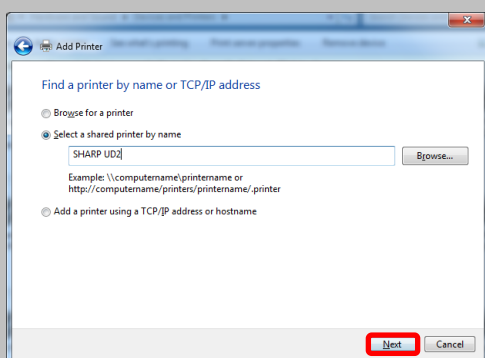 Add Printer
Find a printer by name or TCP/IP address
Browse for a printer
Select a shared printer by name
SHARP UD2
Browse...
Example: \\computername\printername or
http://computername/printers/printername/.printer
Add a printer using a TCP/IP address or hostname
Next
Cancel